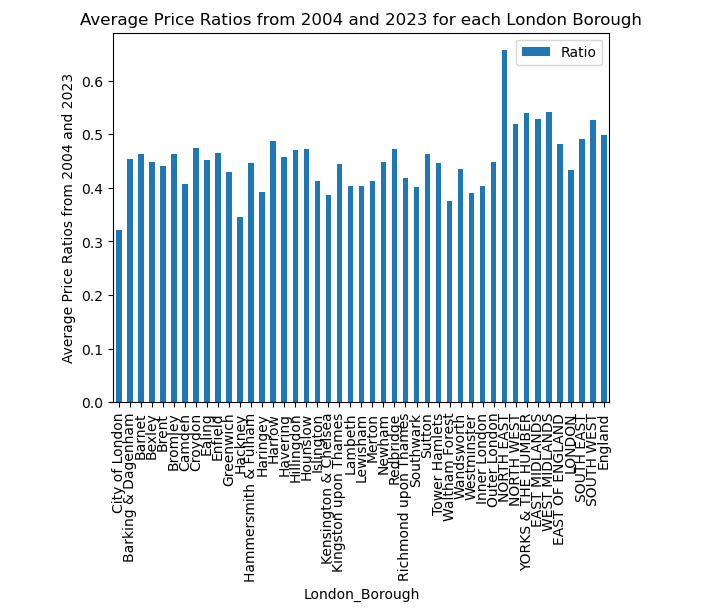 Average Price Ratios from 2004 and 2023 for each London Borough
Ratio
Average Price Ratios from 2004 and 2023
0.6
0.5
0.4
0.3
0.2
0.1
0.0
City of London
Barking & Dagenham
Barnet
Bexley
Brent
Bromley
Camden
Croydon
Ealing
Enfield
Greenwich
Hackney
Hammersmith & Fulham
Haringey
Harrow
Havering
Hillingdon
Hounslow
Islington
Kensington & Chelsea
Kingston upon Thames
Lambeth
Lewisham
Merton
Newham
Redbridge
Richmond upon Thames
Southwark
Sutton
Tower Hamlets
Waltham Forest
Wandsworth
Westminster
Inner London
Outer London
NORTH EAST
NORTH WEST
YORKS & THE HUMBER
EAST MIDLANDS
WEST MIDLANDS
EAST OF ENGLAND
LONDON
SOUTH EAST
SOUTH WEST
England
London_Borough